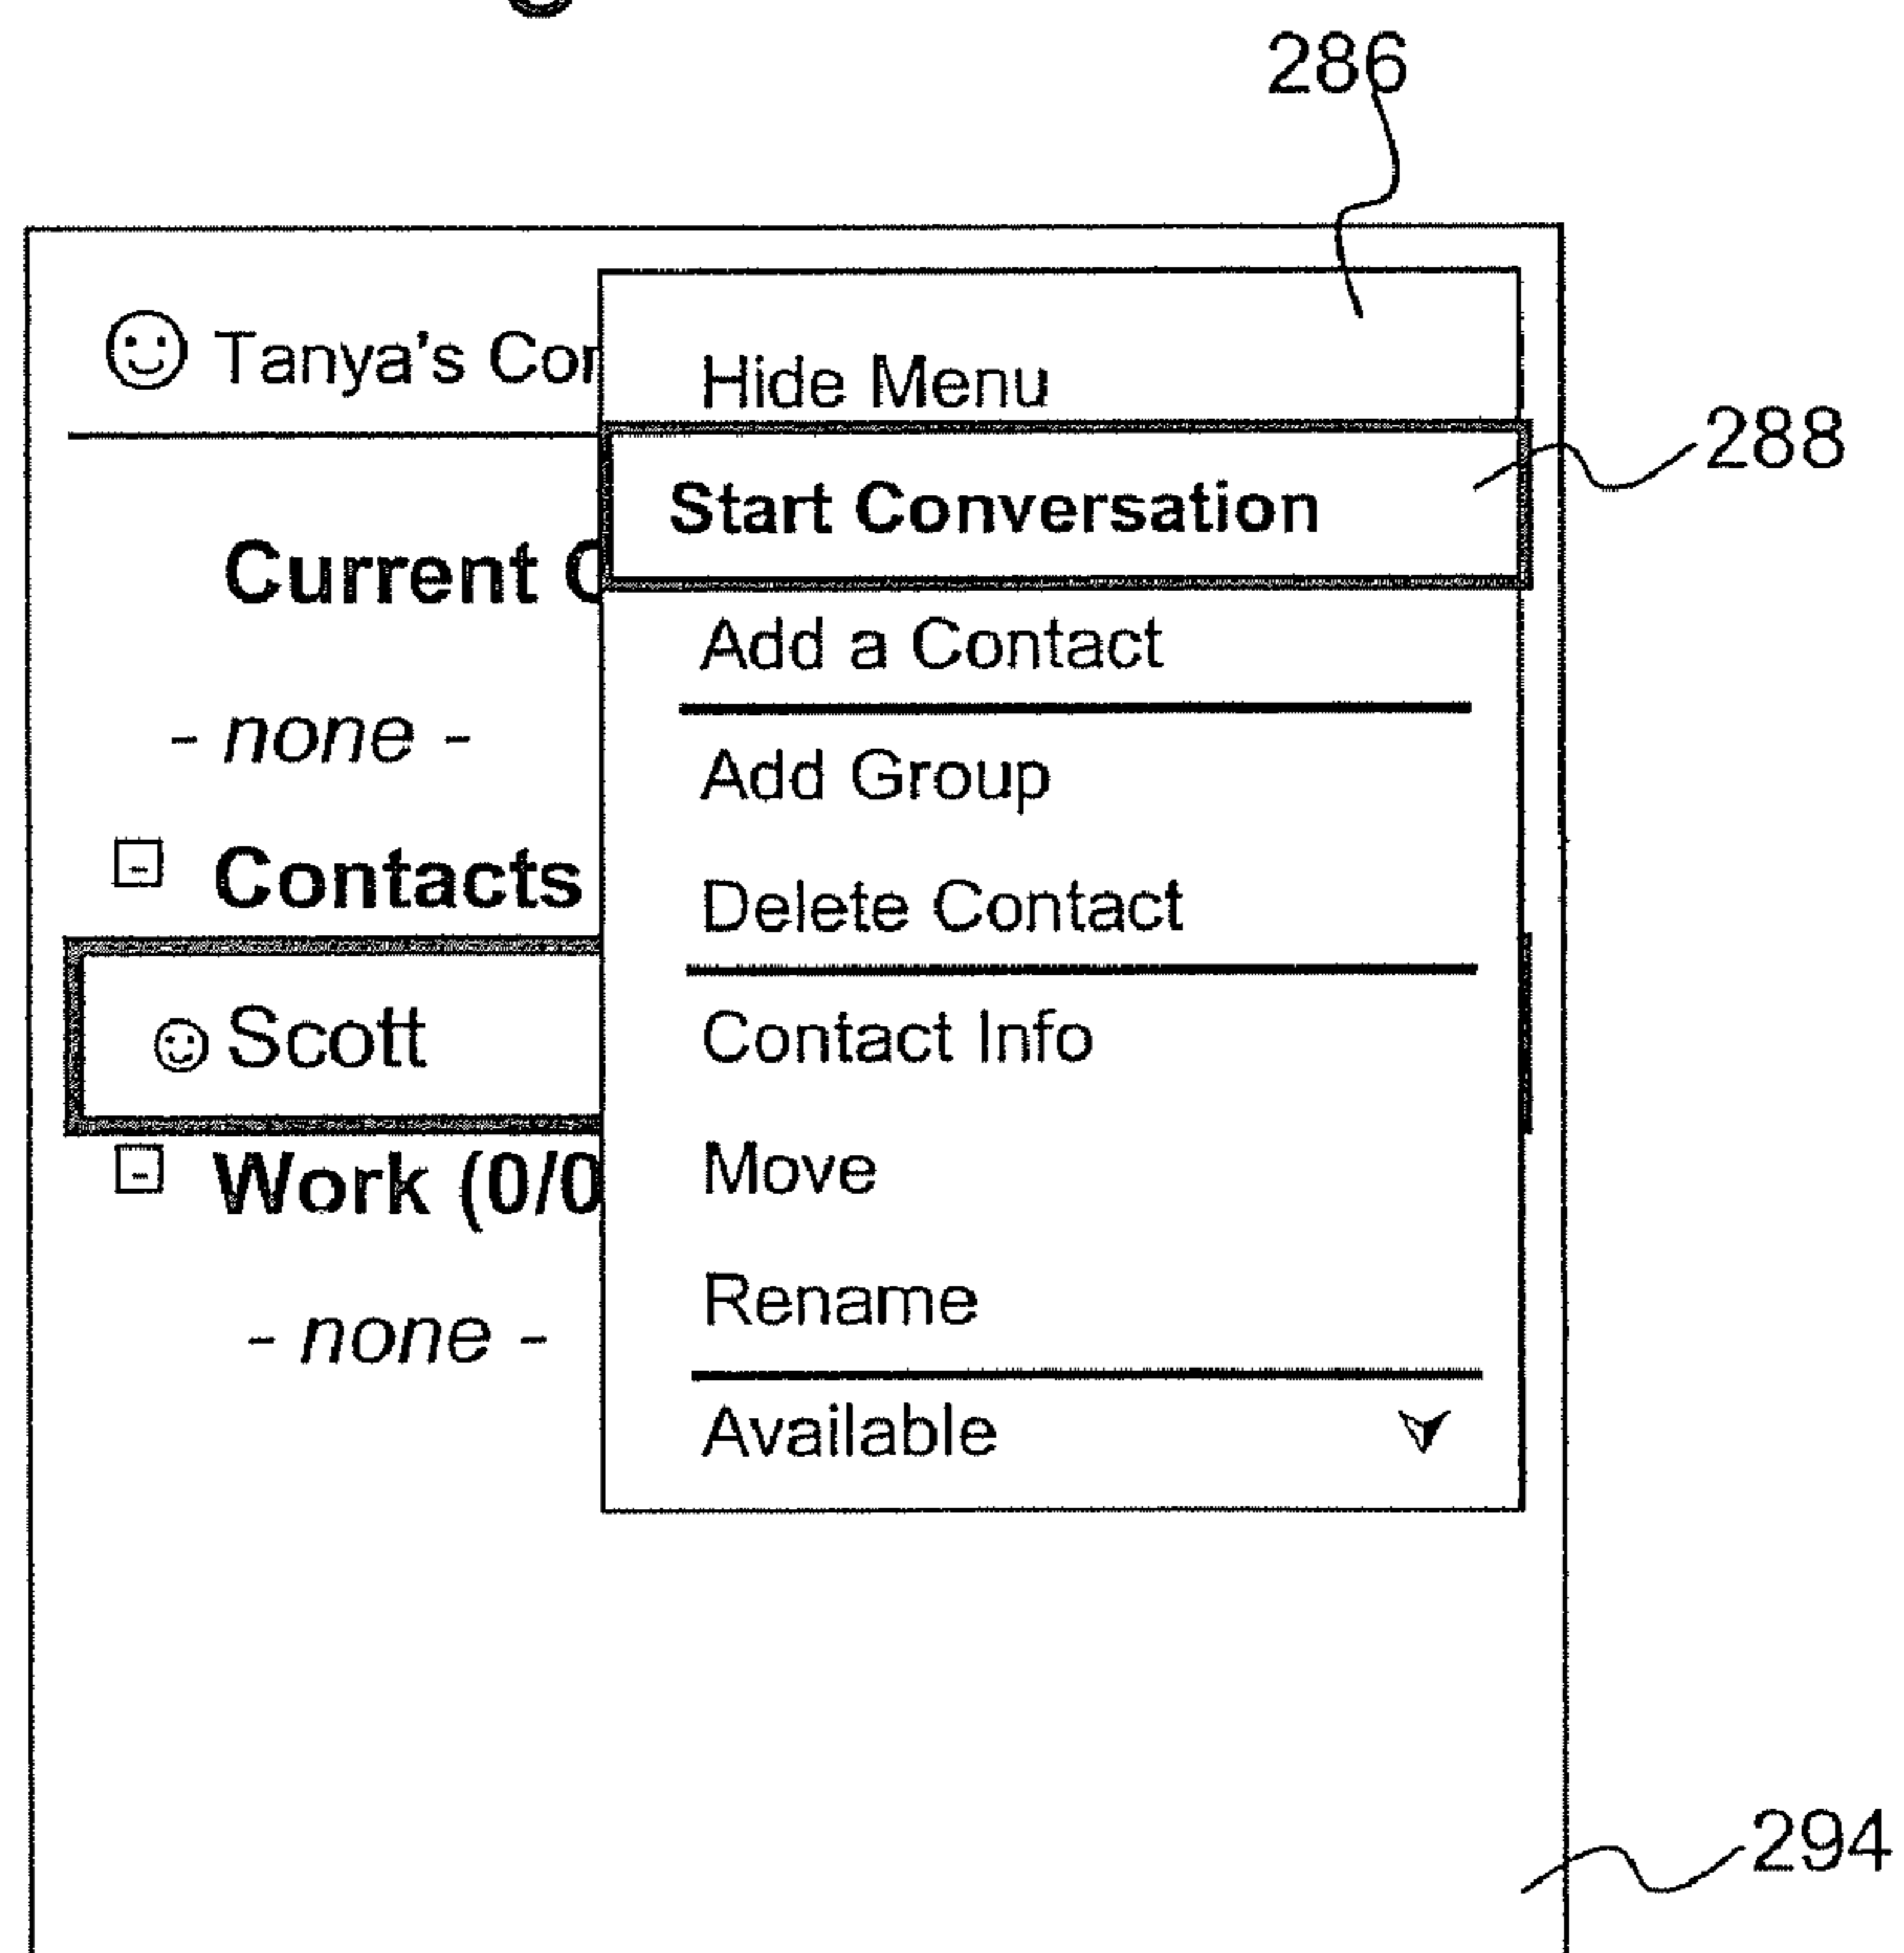 286
Tanya's Cor
Hide Menu
288
Start Conversation
Current C
Add a Contact
- none -
Add Group
Contacts
Delete Contact
Scott
Contact Info
Work (0/0
Move
Rename
- none -
Available
294